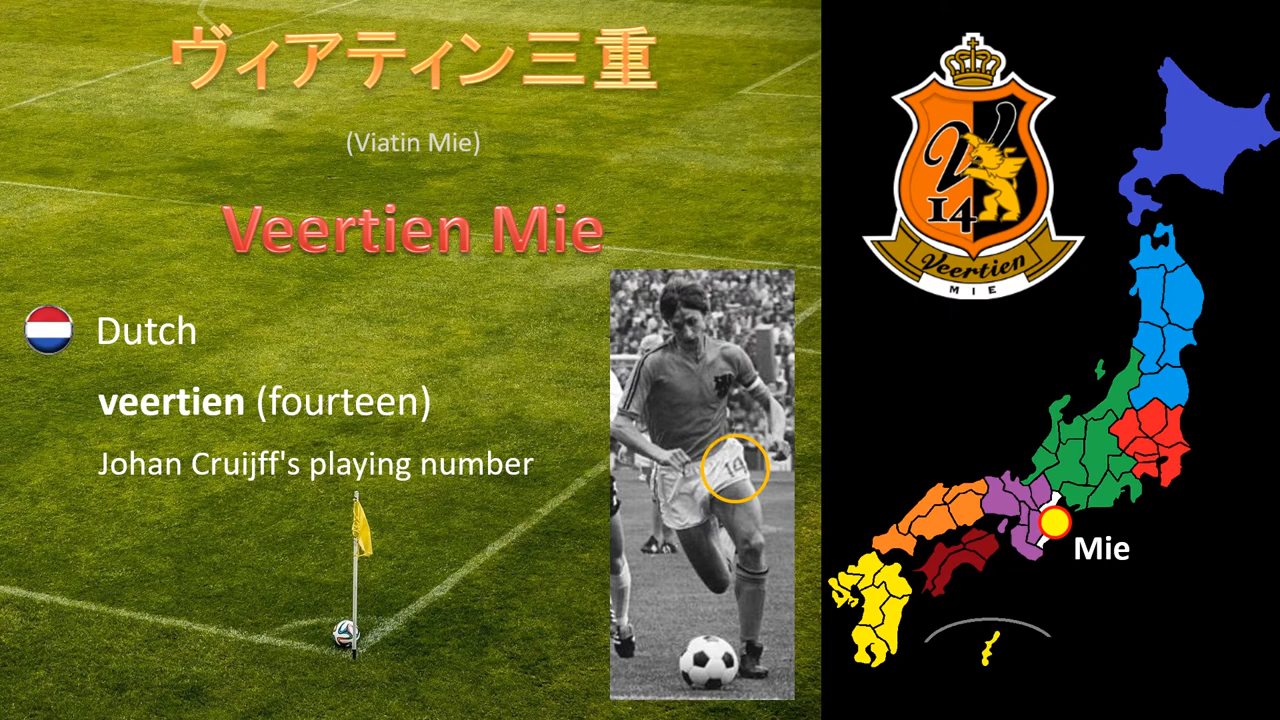 ヴィアティン三重
(Viatin Mie)
Veertien Mie
Dutch
veertien (fourteen)
Johan Cruijff's playing number
14
V
14
Veertien
MIE
Mie